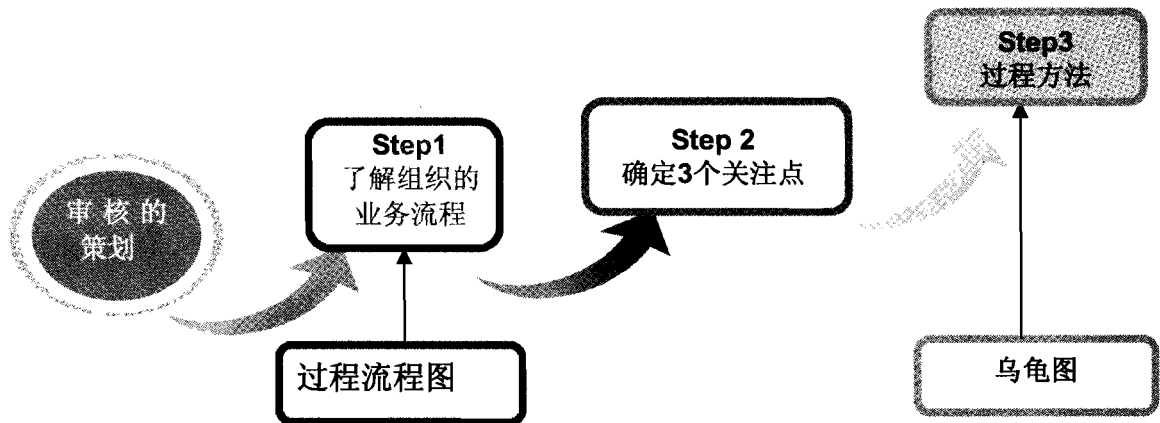 审核的
策划
Step1
了解组织的
业务流程
过程流程图
Step 2
确定3个关注点
Step3
过程方法
乌龟图